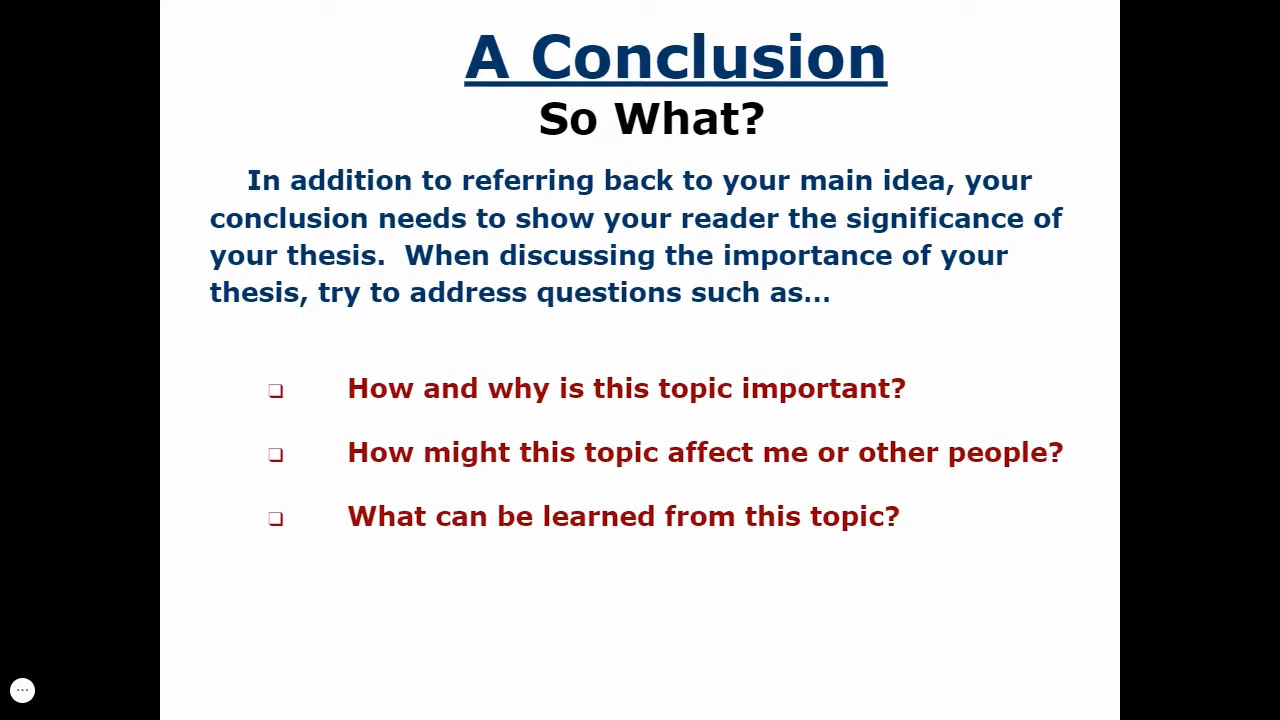 A Conclusion
So What?
In addition to referring back to your main idea, your
conclusion needs to show your reader the significance of
your thesis.  When discussing the importance of your
thesis, try to address questions such as...
❑ How and why is this topic important?
❑ How might this topic affect me or other people?
❑ What can be learned from this topic?